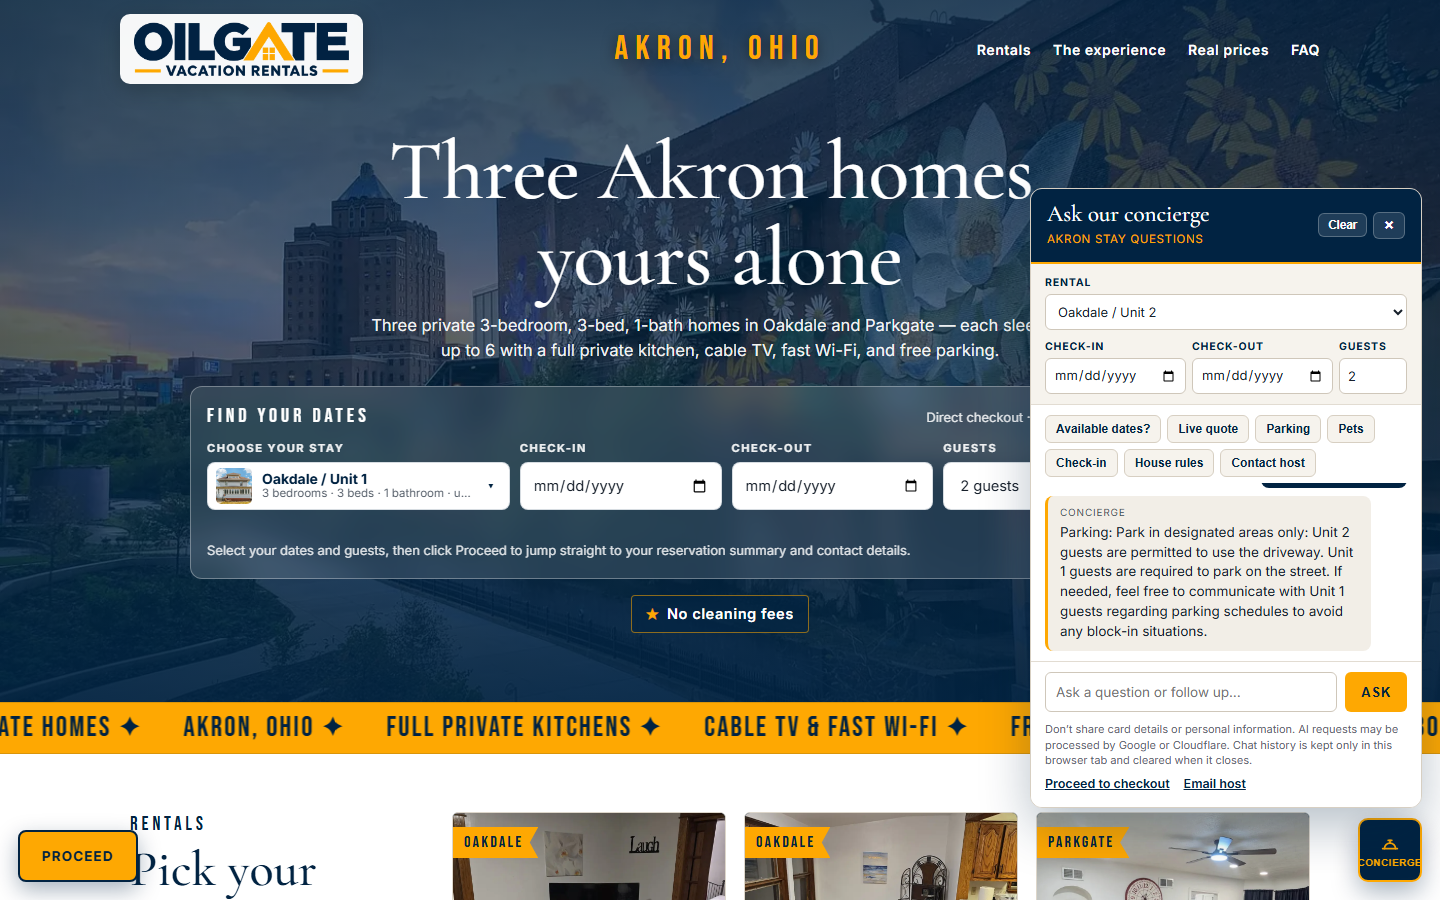 OILGATE
VACATION RENTALS
AKRON, OHIO
Rentals
The experience
Real prices
FAQ
Three Akron homes
yours alone
Three private 3-bedroom, 3-bed, 1-bath homes in Oakdale and Parkgate — each
up to 6 with a full private kitchen, cable TV, fast Wi-Fi, and free parking.
FIND YOUR DATES
Direct checkout
CHOOSE YOUR STAY
CHECK-IN
CHECK-OUT
GUESTS
Oakdale / Unit 1
3 bedrooms · 3 beds · 1 bathroom · u...
mm/dd/yyyy
mm/dd/yyyy
2 guests
Select your dates and guests, then click Proceed to jump straight to your reservation summary and contact details.
★ No cleaning fees
ATE HOMES ✦ AKRON, OHIO ✦ FULL PRIVATE KITCHENS ✦ CABLE TV & FAST WI-FI ✦
RENTALS
Pick your
PROCEED
OAKDALE
Laugh
OAKDALE
PARKGATE
Ask our concierge
AKRON STAY QUESTIONS
Clear
×
RENTAL
Oakdale / Unit 2
CHECK-IN
CHECK-OUT
GUESTS
mm/dd/yyyy
mm/dd/yyyy
2
Available dates?
Live quote
Parking
Pets
Check-in
House rules
Contact host
CONCIERGE
Parking: Park in designated areas only: Unit 2
guests are permitted to use the driveway. Unit
1 guests are required to park on the street. If
needed, feel free to communicate with Unit 1
guests regarding parking schedules to avoid
any block-in situations.
Ask a question or follow up...
ASK
Don't share card details or personal information. AI requests may be
processed by Google or Cloudflare. Chat history is kept only in this
browser tab and cleared when it closes.
Proceed to checkout
Email host
CONCIERGE